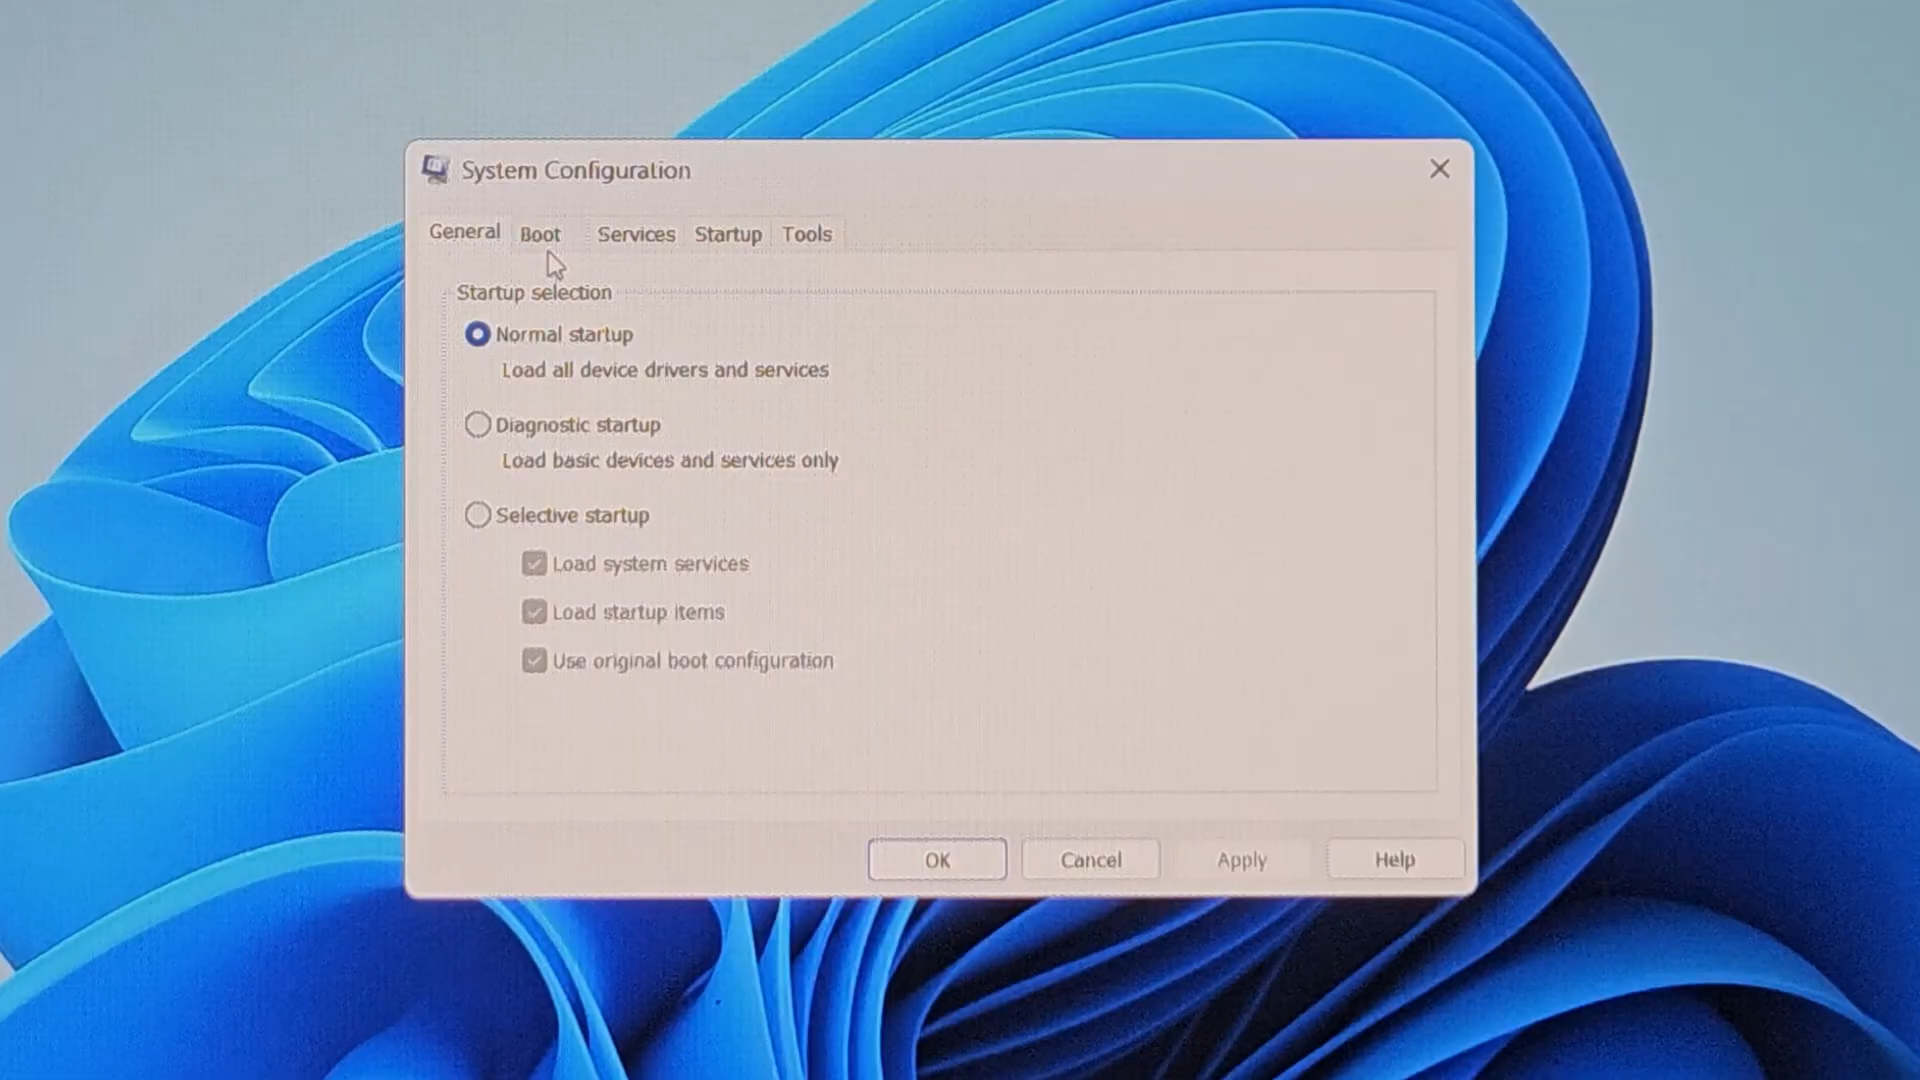 System Configuration
General Boot Services Startup Tools
Startup selection
Normal startup
Load all device drivers and services
Diagnostic startup
Load basic devices and services only
Selective startup
Load system services
Load startup items
Use original boot configuration
OK Cancel Apply Help